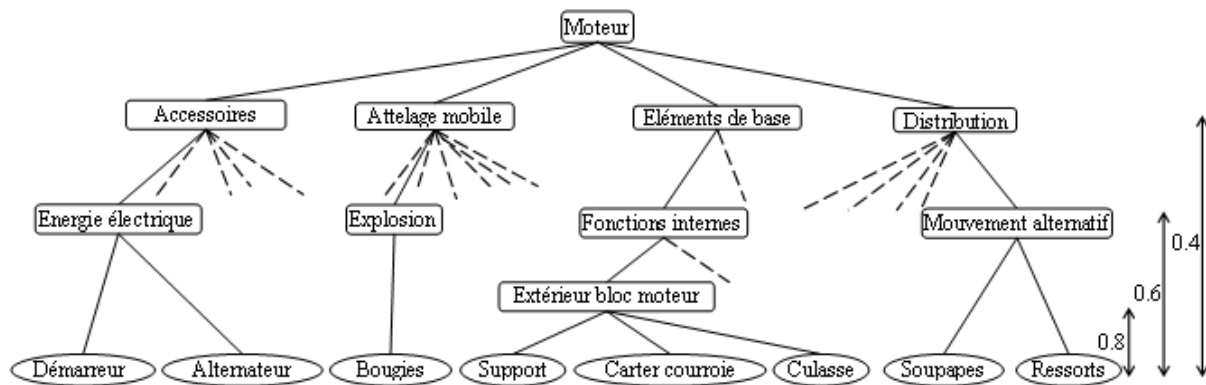 Moteur
Accessoires
Attelage mobile
Eléments de base
Distribution
Energie électrique
Explosion
Fonctions internes
Mouvement alternatif
0.4
0.6
Extérieur bloc moteur
0.8
Démarreur
Alternateur
Bougies
Support
Carter courroie
Culasse
Soupapes
Ressorts